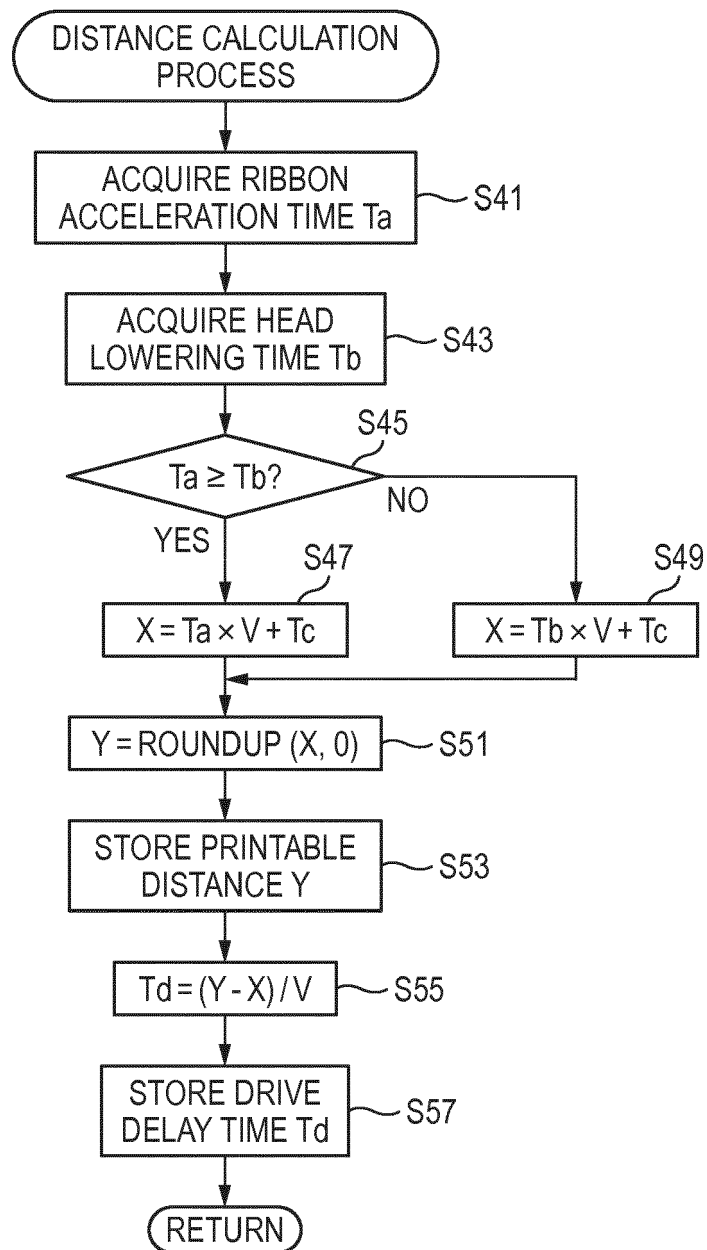 DISTANCE CALCULATION
PROCESS
ACQUIRE RIBBON
ACCELERATION TIME Ta
S41
ACQUIRE HEAD
LOWERING TIME Tb
S43
S45
Ta ≥ Tb?
NO
YES
S47
X = Ta × V + Tc
S49
X = Tb × V + Tc
Y = ROUNDUP (X, 0)
S51
STORE PRINTABLE
DISTANCE Y
S53
Td = (Y - X) / V
S55
STORE DRIVE
DELAY TIME Td
S57
RETURN